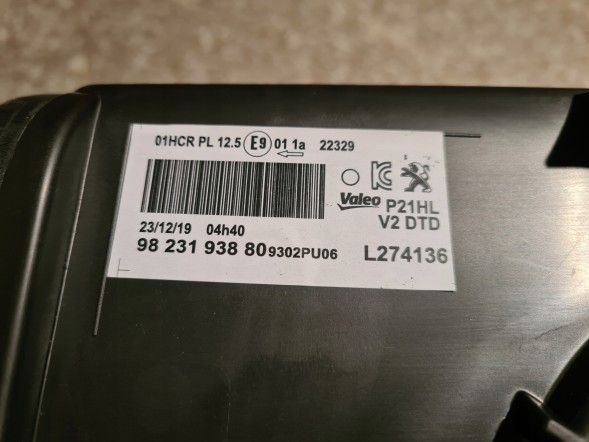 01HCR PL 12.5 E9 01 1a 22329
Valeo P21HL
V2 DTD
23/12/19 04h40
98 231 938 80 9302PU06 L274136